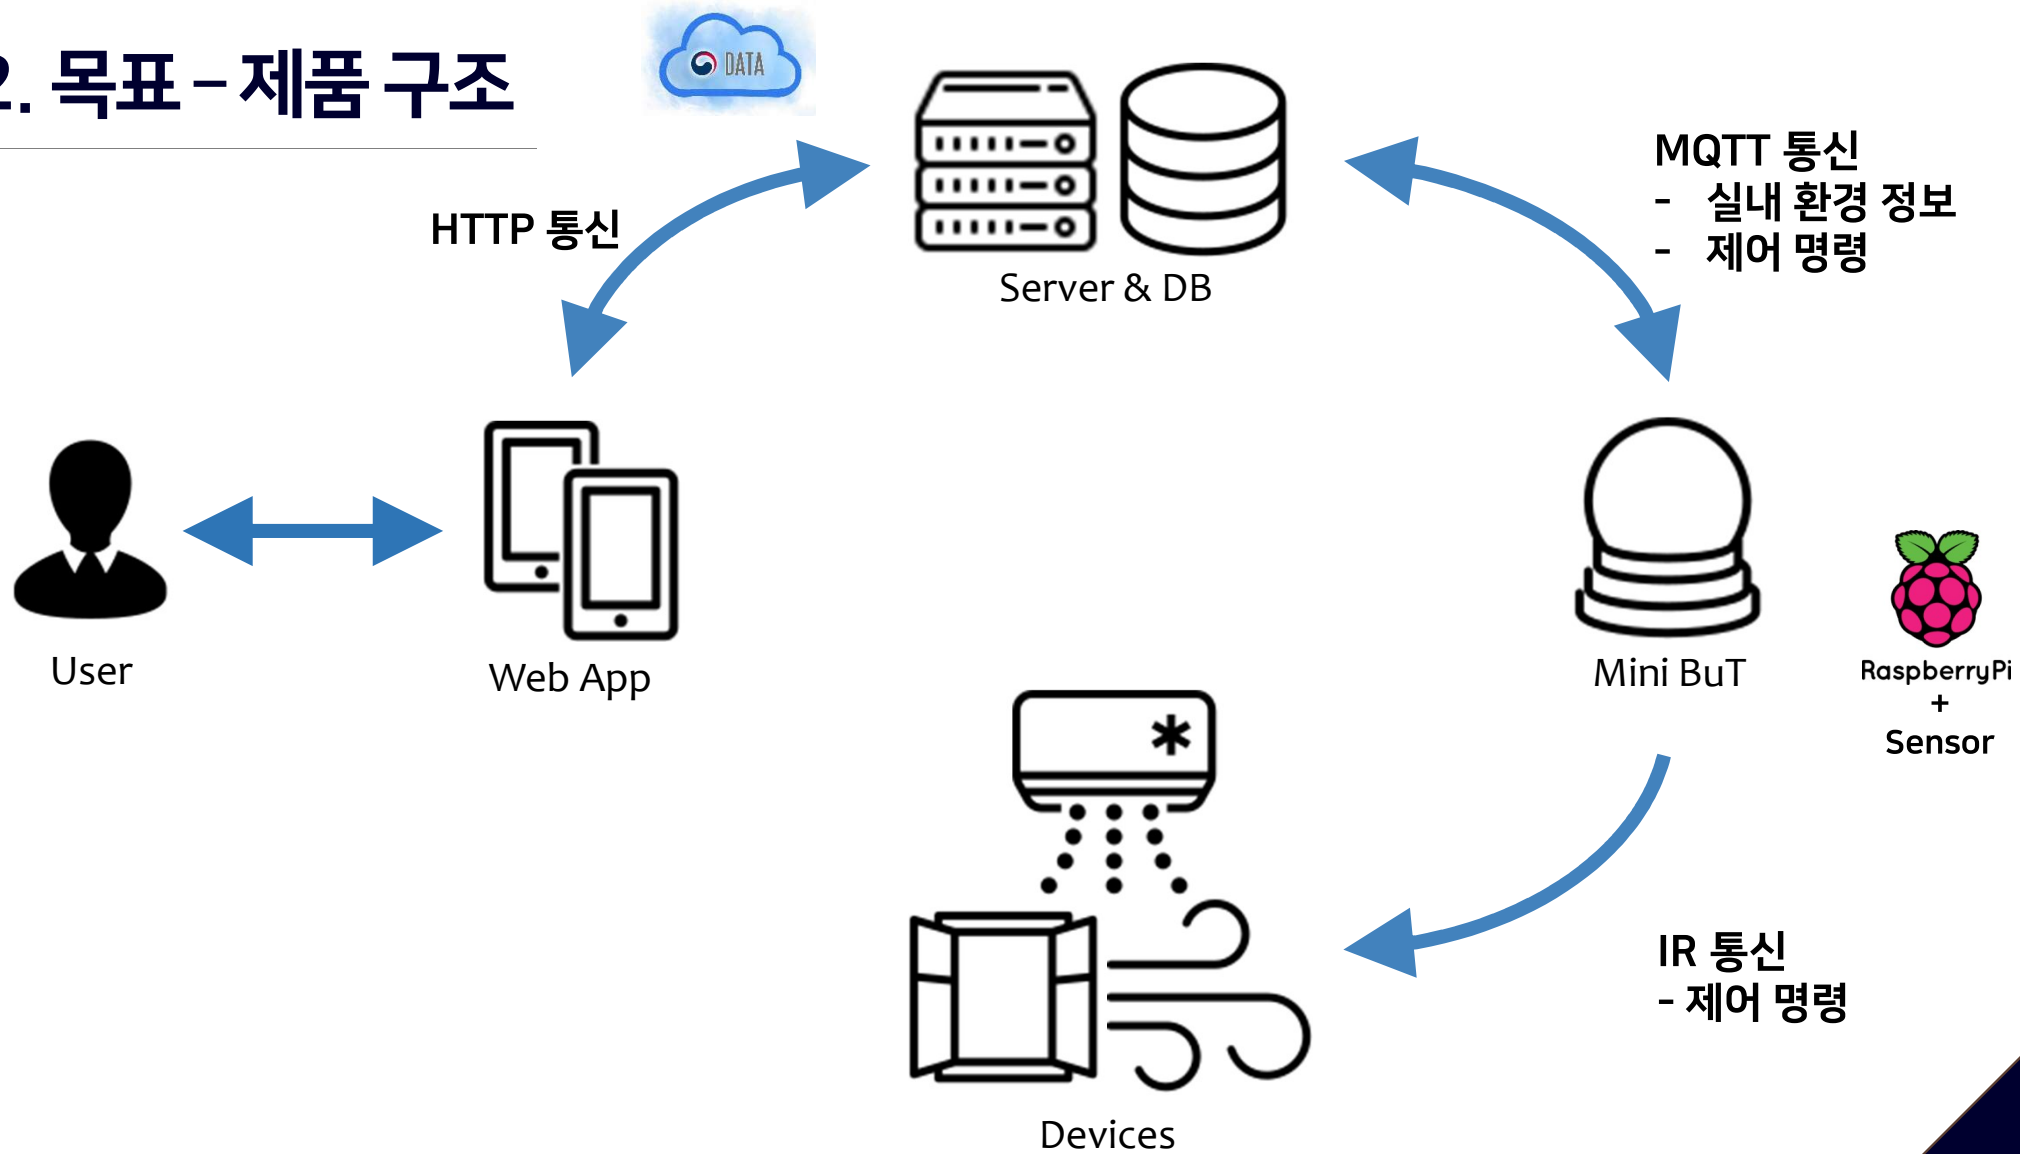 2. 목표 – 제품 구조
DATA
HTTP 통신
Server & DB
MQTT 통신
- 실내 환경 정보
- 제어 명령
User
Web App
Mini BuT
RaspberryPi
+
Sensor
IR 통신
- 제어 명령
Devices